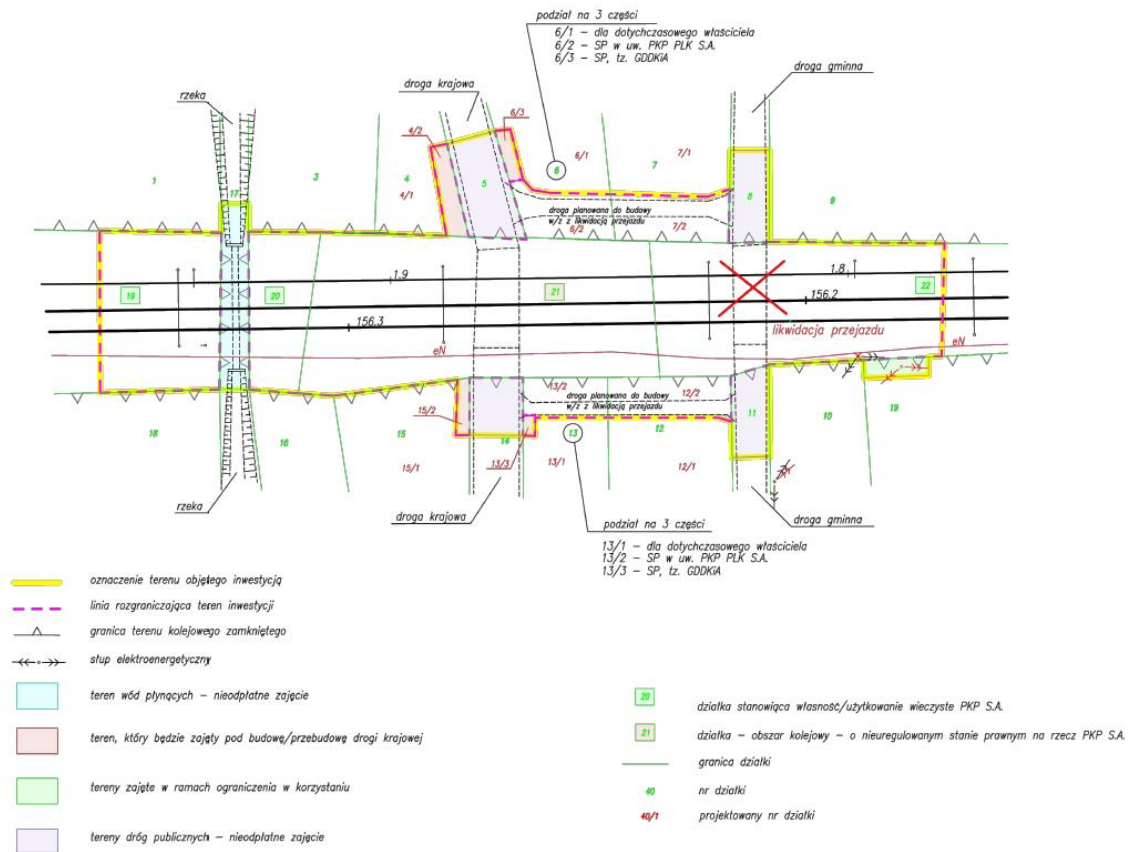 podział na 3 części
6/1 – dla dotychczasowego właściciela
6/2 – SP w uw. PKP PLK S.A.
6/3 – SP, tz. GDDKiA
droga gminna
droga krajowa
rzeka
6/3
4/2
6/1
7/1
6
7
1
3
4
5
4/1
17
8
9
droga planowana do budowy
w/z z likwidacją przejazdu
6/2
7/2
1.9
1.8
19
20
21
22
156.2
156.3
likwidacja przejazdu
eN
eN
13/2
12/2
droga planowana do budowy
w/z z likwidacją przejazdu
15/2
11
10
19
18
16
15
14
13
12
15/1
13/3
13/1
12/1
rzeka
droga krajowa
droga gminna
podział na 3 części
13/1 – dla dotychczasowego właściciela
13/2 – SP w uw. PKP PLK S.A.
13/3 – SP, tz. GDDKiA
oznaczenie terenu objętego inwestycją
linia rozgraniczająca teren inwestycji
granica terenu kolejowego zamkniętego
słup elektroenergetyczny
teren wód płynących – nieodpłatne zajęcie
teren, który będzie zajęty pod budowę/przebudowę drogi krajowej
tereny zajęte w ramach ograniczenia w korzystaniu
tereny dróg publicznych – nieodpłatne zajęcie
20
działka stanowiąca własność/użytkowanie wieczyste PKP S.A.
21
działka – obszar kolejowy – o nieuregulowanym stanie prawnym na rzecz PKP S.A.
granica działki
40
nr działki
40/1
projektowany nr działki